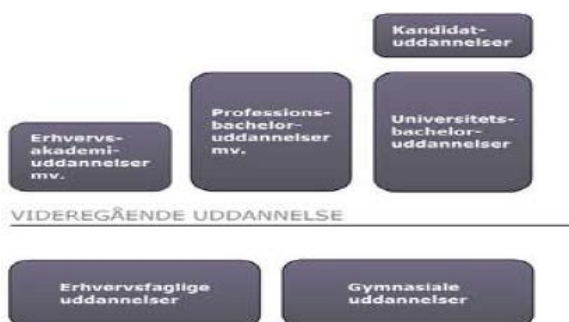 Kandidat-
uddannelser
Professions-
bachelor-
uddannelser
mv.
Universitets-
bachelor-
uddannelser
Erhvervs-
akademi-
uddannelser
mv.
VIDEREGÅENDE UDDANNELSE
Erhvervsfaglige
uddannelser
Gymnasiale
uddannelser